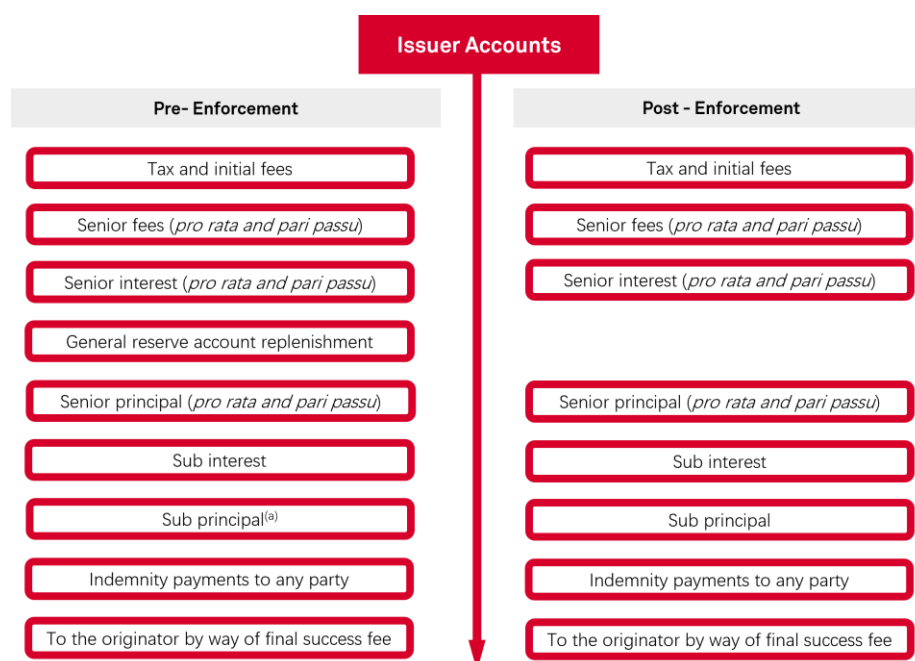 Issuer Accounts
Pre- Enforcement
Tax and initial fees
Senior fees (pro rata and pari passu)
Senior interest (pro rata and pari passu)
General reserve account replenishment
Senior principal (pro rata and pari passu)
Sub interest
Sub principal(a)
Indemnity payments to any party
To the originator by way of final success fee
Post - Enforcement
Tax and initial fees
Senior fees (pro rata and pari passu)
Senior interest (pro rata and pari passu)
Senior principal (pro rata and pari passu)
Sub interest
Sub principal
Indemnity payments to any party
To the originator by way of final success fee